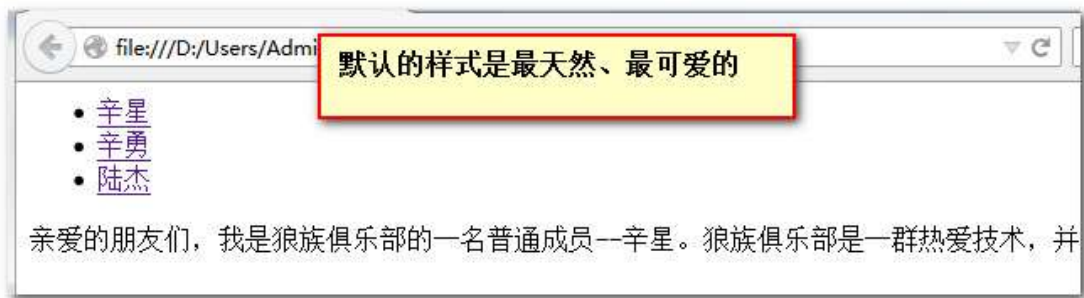 file:///D:/Users/Admi
默认的样式是最天然、最可爱的
辛星
辛勇
陆杰
亲爱的朋友们，我是狼族俱乐部的一名普通成员--辛星。狼族俱乐部是一群热爱技术，并